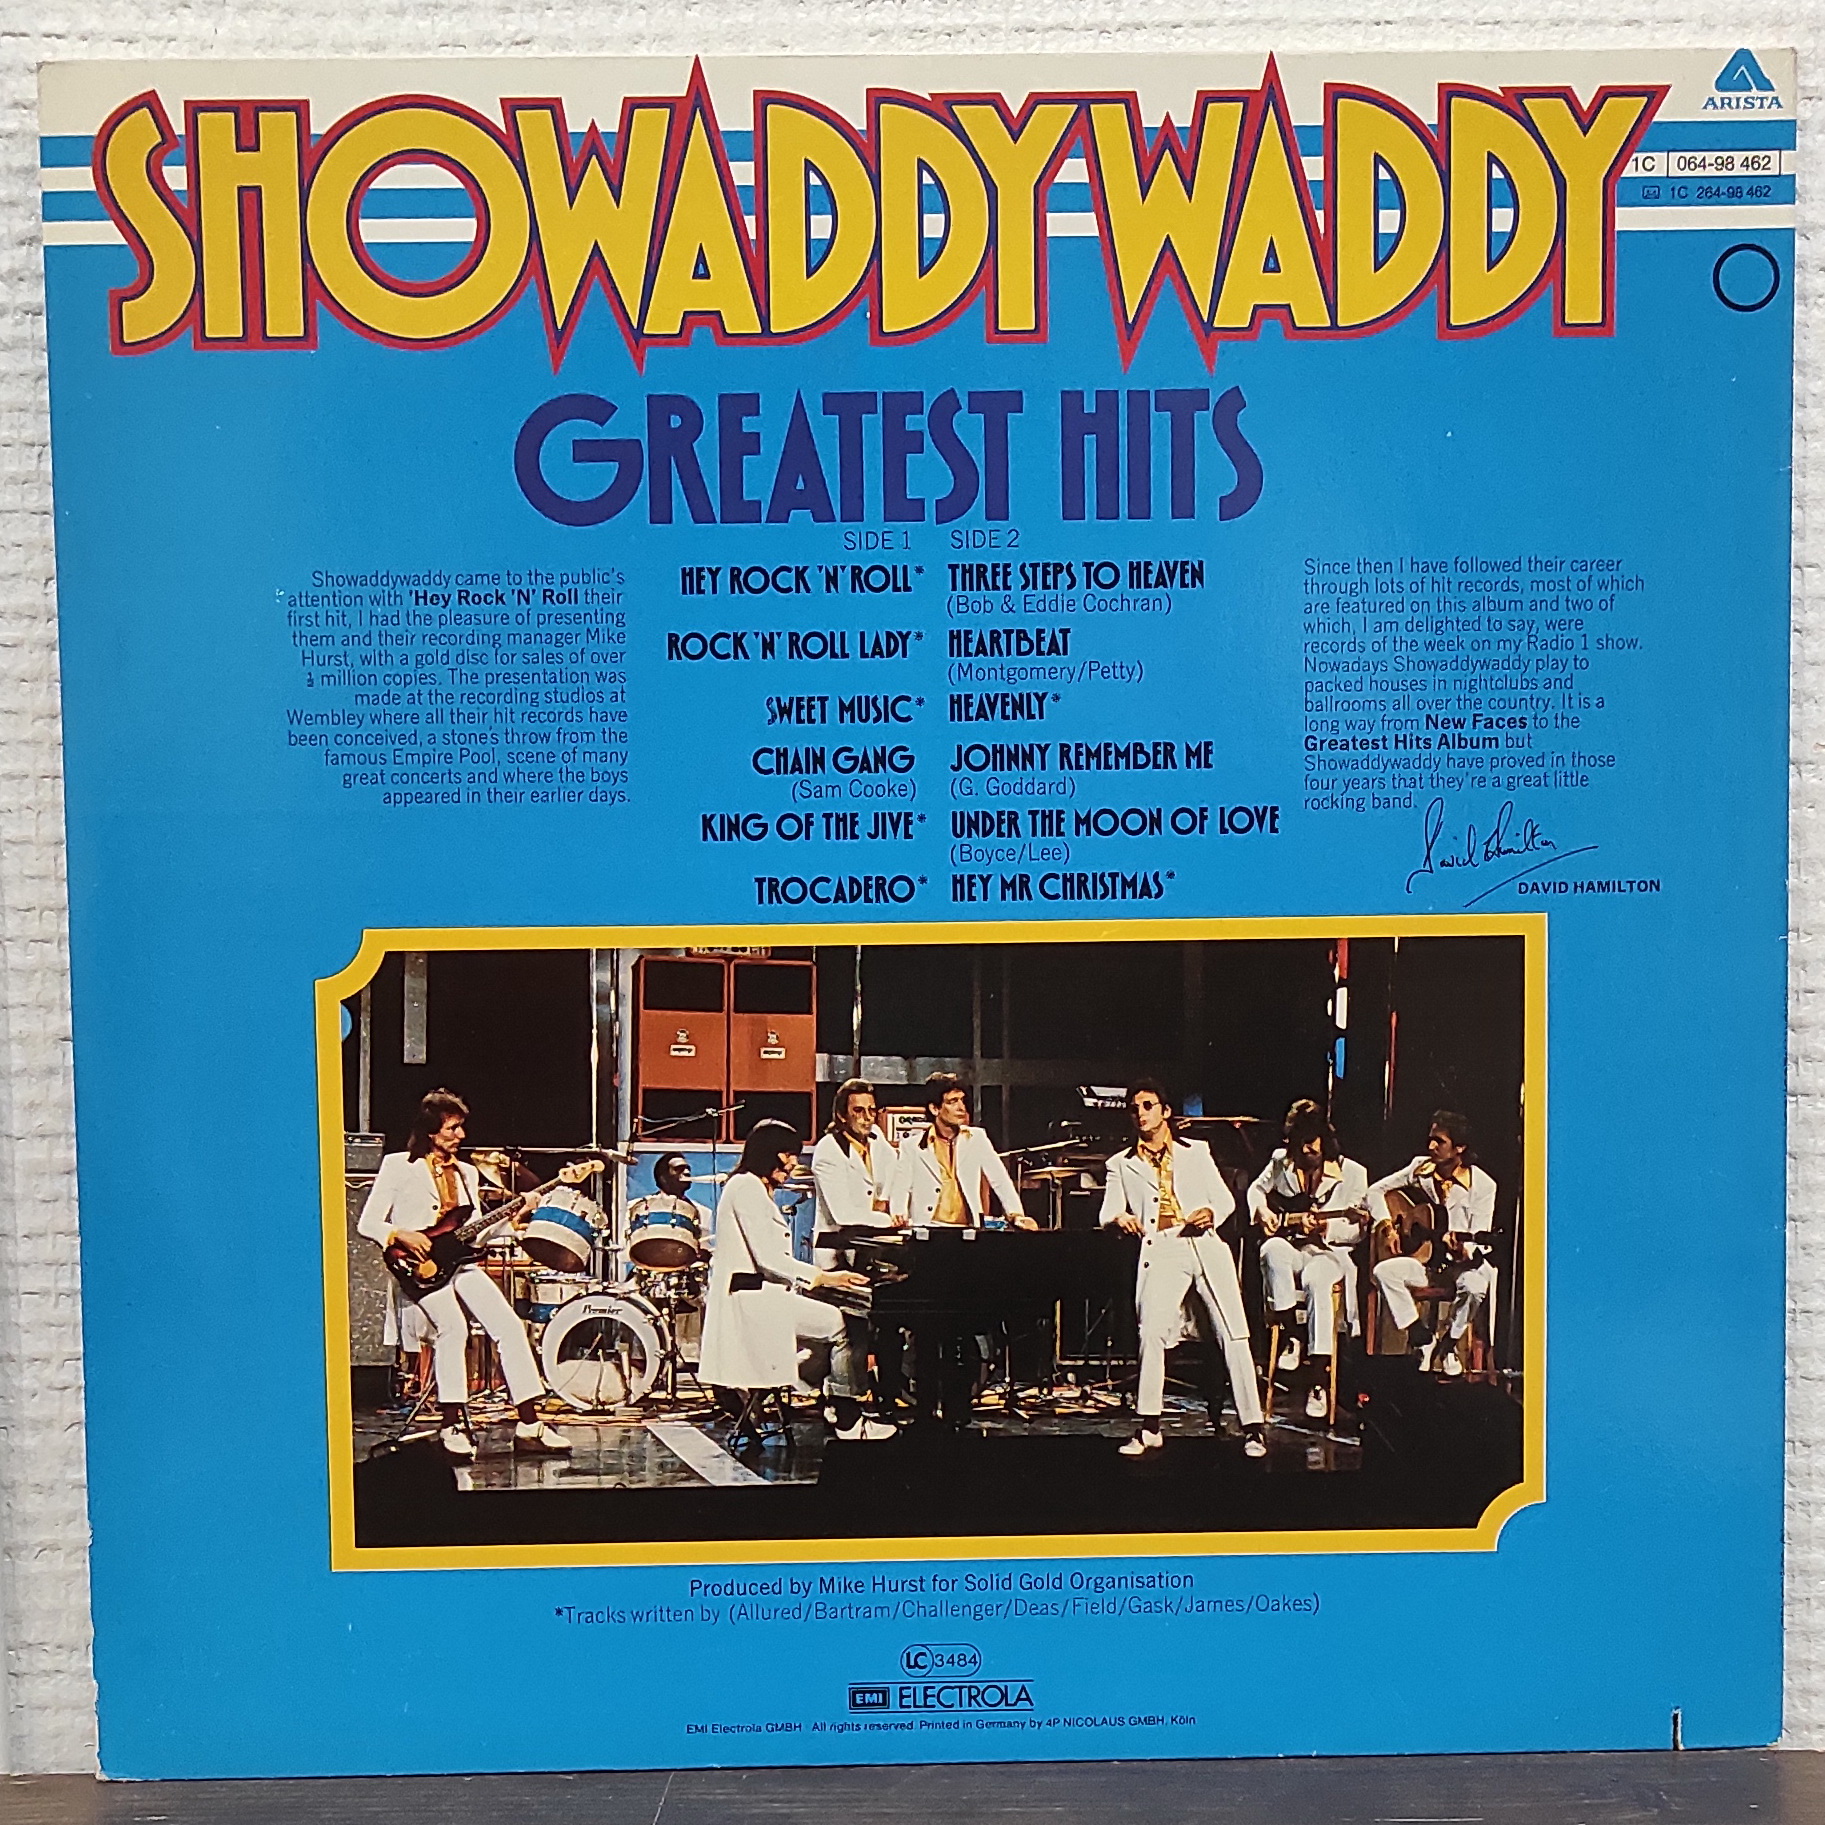 SHOWADDYWADDY
ARISTA
1C 064-98 462
1C 264-98 462
GREATEST HITS
Showaddywaddy came to the public's
attention with 'Hey Rock 'N' Roll their
first hit, I had the pleasure of presenting
them and their recording manager Mike
Hurst, with a gold disc for sales of over
½ million copies. The presentation was
made at the recording studios at
Wembley where all their hit records have
been conceived, a stone's throw from the
famous Empire Pool, scene of many
great concerts and where the boys
appeared in their earlier days.
SIDE 1
HEY ROCK 'N' ROLL*
ROCK 'N' ROLL LADY*
SWEET MUSIC*
CHAIN GANG
(Sam Cooke)
KING OF THE JIVE*
TROCADERO*
SIDE 2
THREE STEPS TO HEAVEN
(Bob & Eddie Cochran)
HEARTBEAT
(Montgomery/Petty)
HEAVENLY*
JOHNNY REMEMBER ME
(G. Goddard)
UNDER THE MOON OF LOVE
(Boyce/Lee)
HEY MR CHRISTMAS*
Since then I have followed their career
through lots of hit records, most of which
are featured on this album and two of
which, I am delighted to say, were
records of the week on my Radio 1 show.
Nowadays Showaddywaddy play to
packed houses in nightclubs and
ballrooms all over the country. It is a
long way from New Faces to the
Greatest Hits Album but
Showaddywaddy have proved in those
four years that they're a great little
rocking band.
David Hamilton
DAVID HAMILTON
Premier
Produced by Mike Hurst for Solid Gold Organisation
*Tracks written by (Allured/Bartram/Challenger/Deas/Field/Gask/James/Oakes)
LC 3484
EMI ELECTROLA
EMI Electrola GMBH All rights reserved. Printed in Germany by 4P NICOLAUS GMBH, Köln